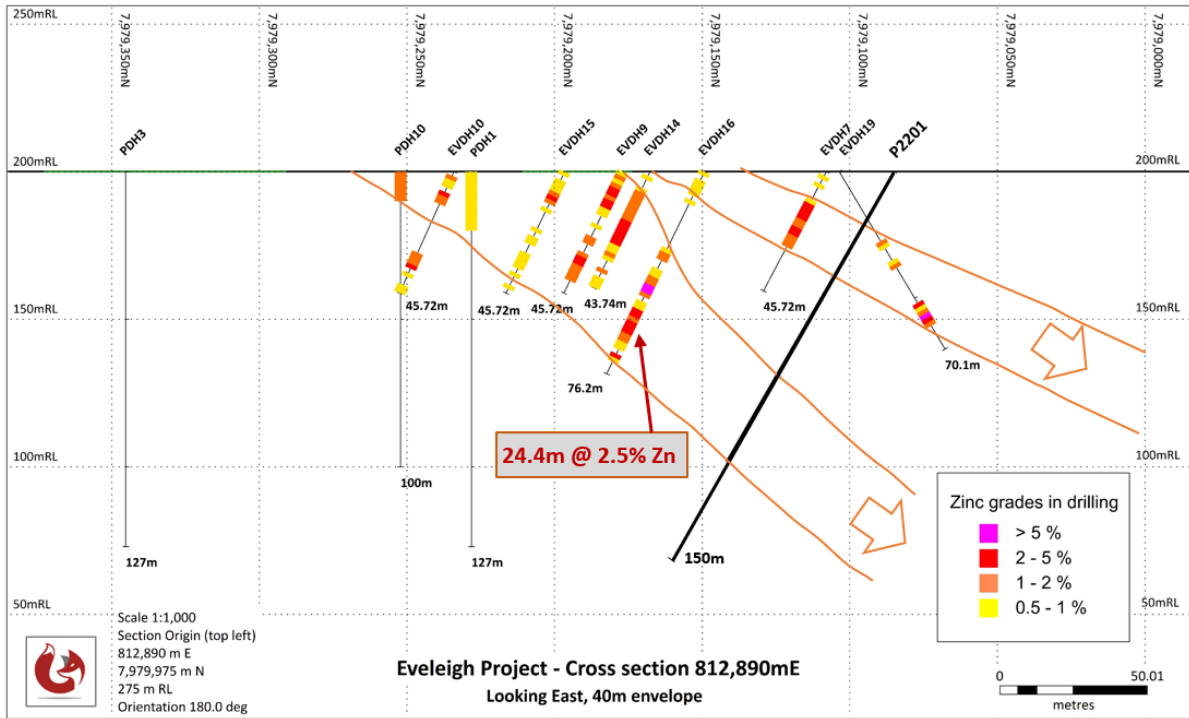 250mRL
7,979,350mN
7,979,300mN
7,979,250mN
7,979,200mN
7,979,150mN
7,979,100mN
7,979,050mN
7,979,000mN
PDH3
PDH10
EVDH10
PDH1
EVDH15
EVDH9
EVDH14
EVDH16
EVDH7
EVDH19
P2201
200mRL
200mRL
45.72m
45.72m
45.72m
43.74m
45.72m
150mRL
150mRL
70.1m
76.2m
24.4m @ 2.5% Zn
100mRL
100mRL
100m
Zinc grades in drilling
> 5 %
2 - 5 %
1 - 2 %
0.5 - 1 %
127m
127m
150m
50mRL
50mRL
Scale 1:1,000
Section Origin (top left)
812,890 m E
7,979,975 m N
275 m RL
Orientation 180.0 deg
Eveleigh Project - Cross section 812,890mE
Looking East, 40m envelope
0
50.01
metres